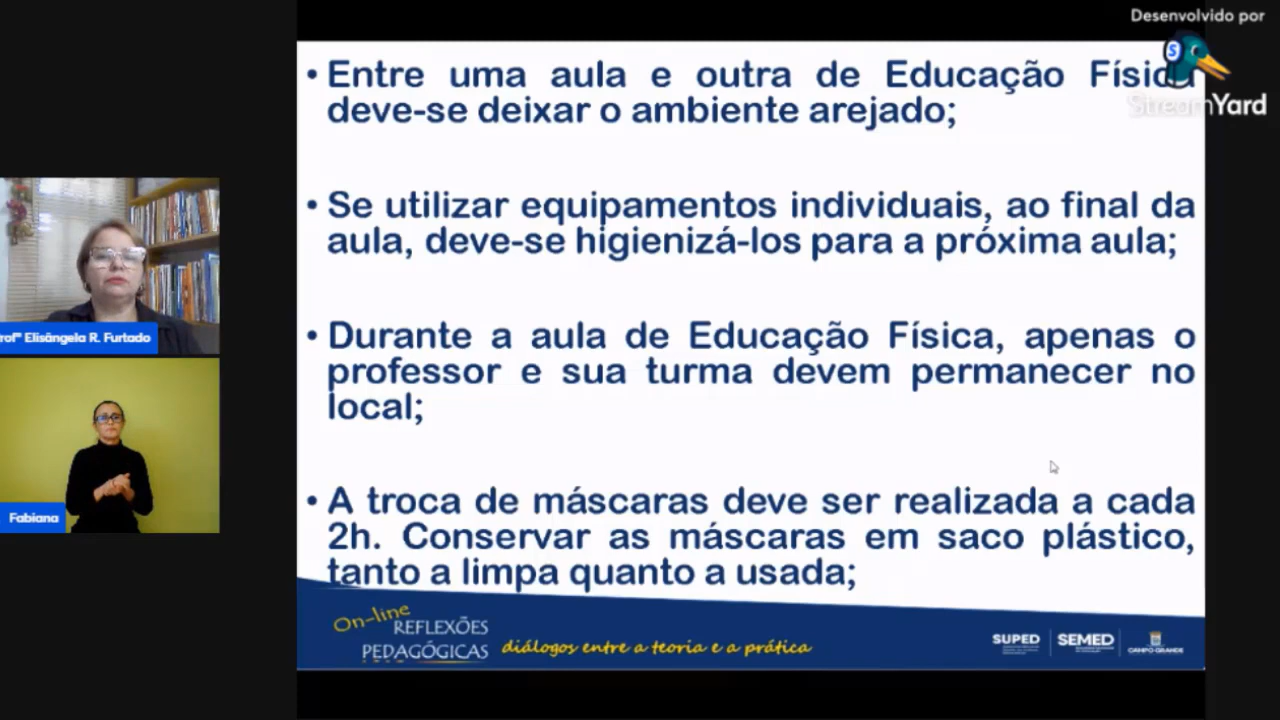 Desenvolvido por
StreamYard
• Entre uma aula e outra de Educação Física
deve-se deixar o ambiente arejado;
• Se utilizar equipamentos individuais, ao final da
aula, deve-se higienizá-los para a próxima aula;
• Durante a aula de Educação Física, apenas o
professor e sua turma devem permanecer no
local;
• A troca de máscaras deve ser realizada a cada
2h. Conservar as máscaras em saco plástico,
tanto a limpa quanto a usada;
rofª Elisângela R. Furtado
Fabiana
On-line
REFLEXÕES
PEDAGÓGICAS
diálogos entre a teoria e a prática
SUPED
SEMED
CAMPO GRANDE